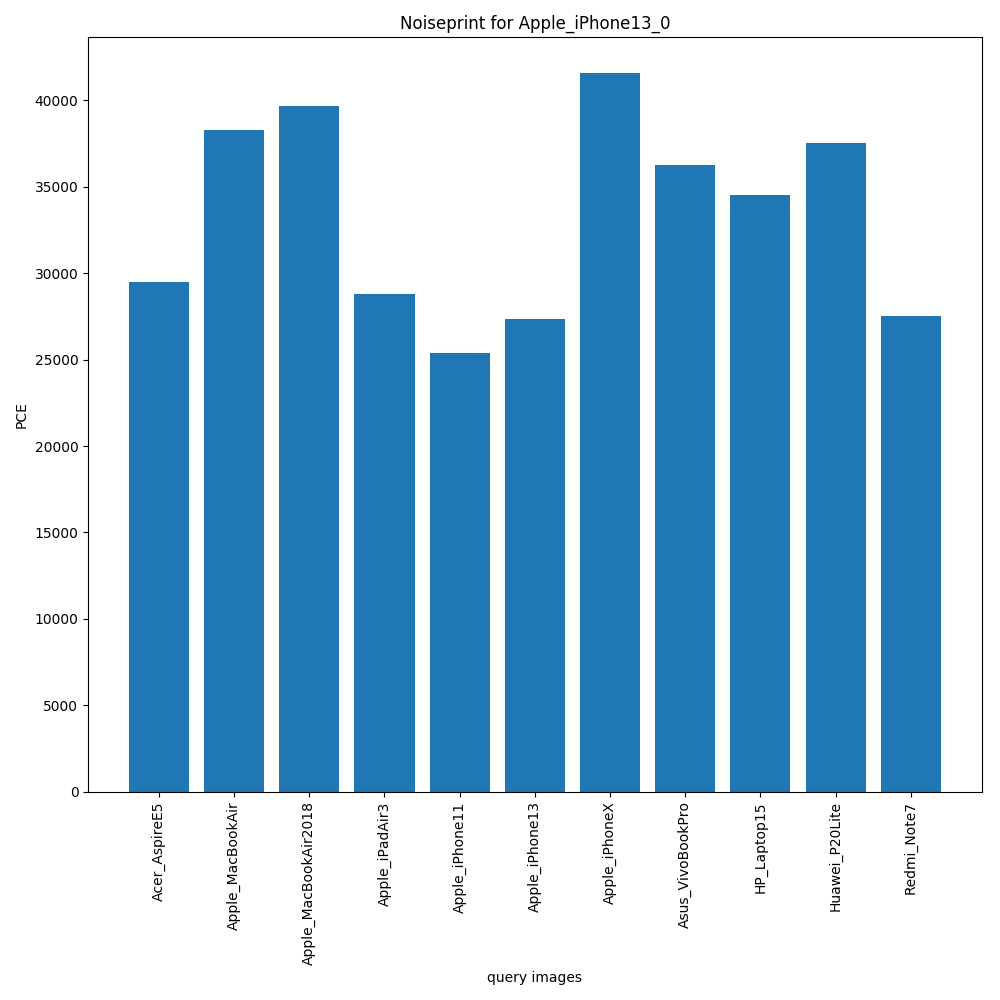 Noiseprint for Apple_iPhone13_0
PCE
40000
35000
30000
25000
20000
15000
10000
5000
0
Acer_AspireE5
Apple_MacBookAir
Apple_MacBookAir2018
Apple_iPadAir3
Apple_iPhone11
Apple_iPhone13
Apple_iPhoneX
Asus_VivoBookPro
HP_Laptop15
Huawei_P20Lite
Redmi_Note7
query images